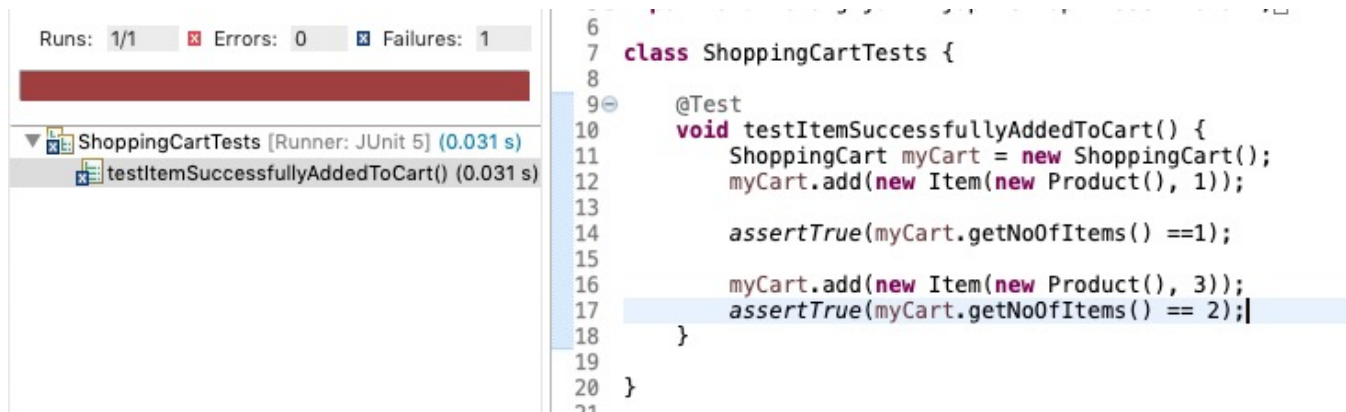 Runs: 1/1 Errors: 0 Failures: 1
ShoppingCartTests [Runner: JUnit 5] (0.031 s)
testItemSuccessfullyAddedToCart() (0.031 s)
6
7 class ShoppingCartTests {
8
9 @Test
10 void testItemSuccessfullyAddedToCart() {
11 ShoppingCart myCart = new ShoppingCart();
12 myCart.add(new Item(new Product(), 1));
13
14 assertTrue(myCart.getNoOfItems() ==1);
15
16 myCart.add(new Item(new Product(), 3));
17 assertTrue(myCart.getNoOfItems() == 2);
18 }
19
20 }